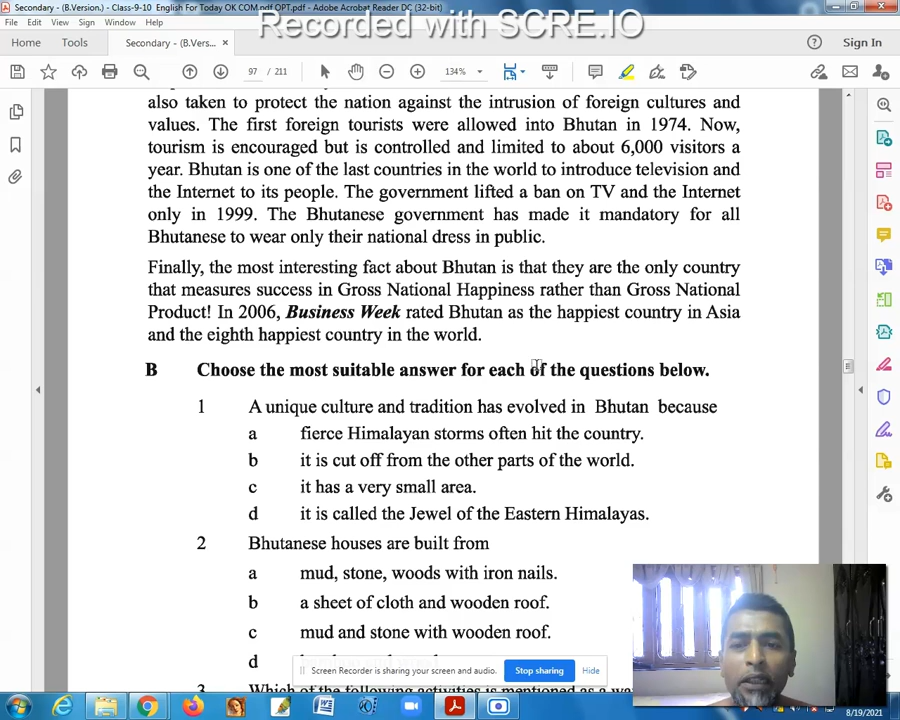 Secondary - (B.Version.) - Class-9-10 English For Today OK COM.pdf OPT.pdf - Adobe Acrobat Reader DC (32-bit)
Recorded with SCRE.IO
File Edit View Sign Window Help
Home Tools Secondary - (B.Vers... × Sign In
97 / 211 134%
also taken to protect the nation against the intrusion of foreign cultures and
values. The first foreign tourists were allowed into Bhutan in 1974. Now,
tourism is encouraged but is controlled and limited to about 6,000 visitors a
year. Bhutan is one of the last countries in the world to introduce television and
the Internet to its people. The government lifted a ban on TV and the Internet
only in 1999. The Bhutanese government has made it mandatory for all
Bhutanese to wear only their national dress in public.
Finally, the most interesting fact about Bhutan is that they are the only country
that measures success in Gross National Happiness rather than Gross National
Product! In 2006, Business Week rated Bhutan as the happiest country in Asia
and the eighth happiest country in the world.
B Choose the most suitable answer for each of the questions below.
1 A unique culture and tradition has evolved in Bhutan because
a fierce Himalayan storms often hit the country.
b it is cut off from the other parts of the world.
c it has a very small area.
d it is called the Jewel of the Eastern Himalayas.
2 Bhutanese houses are built from
a mud, stone, woods with iron nails.
b a sheet of cloth and wooden roof.
c mud and stone with wooden roof.
d
Screen Recorder is sharing your screen and audio. Stop sharing Hide
3 Which of the following activities is mentioned as a
8/19/2021